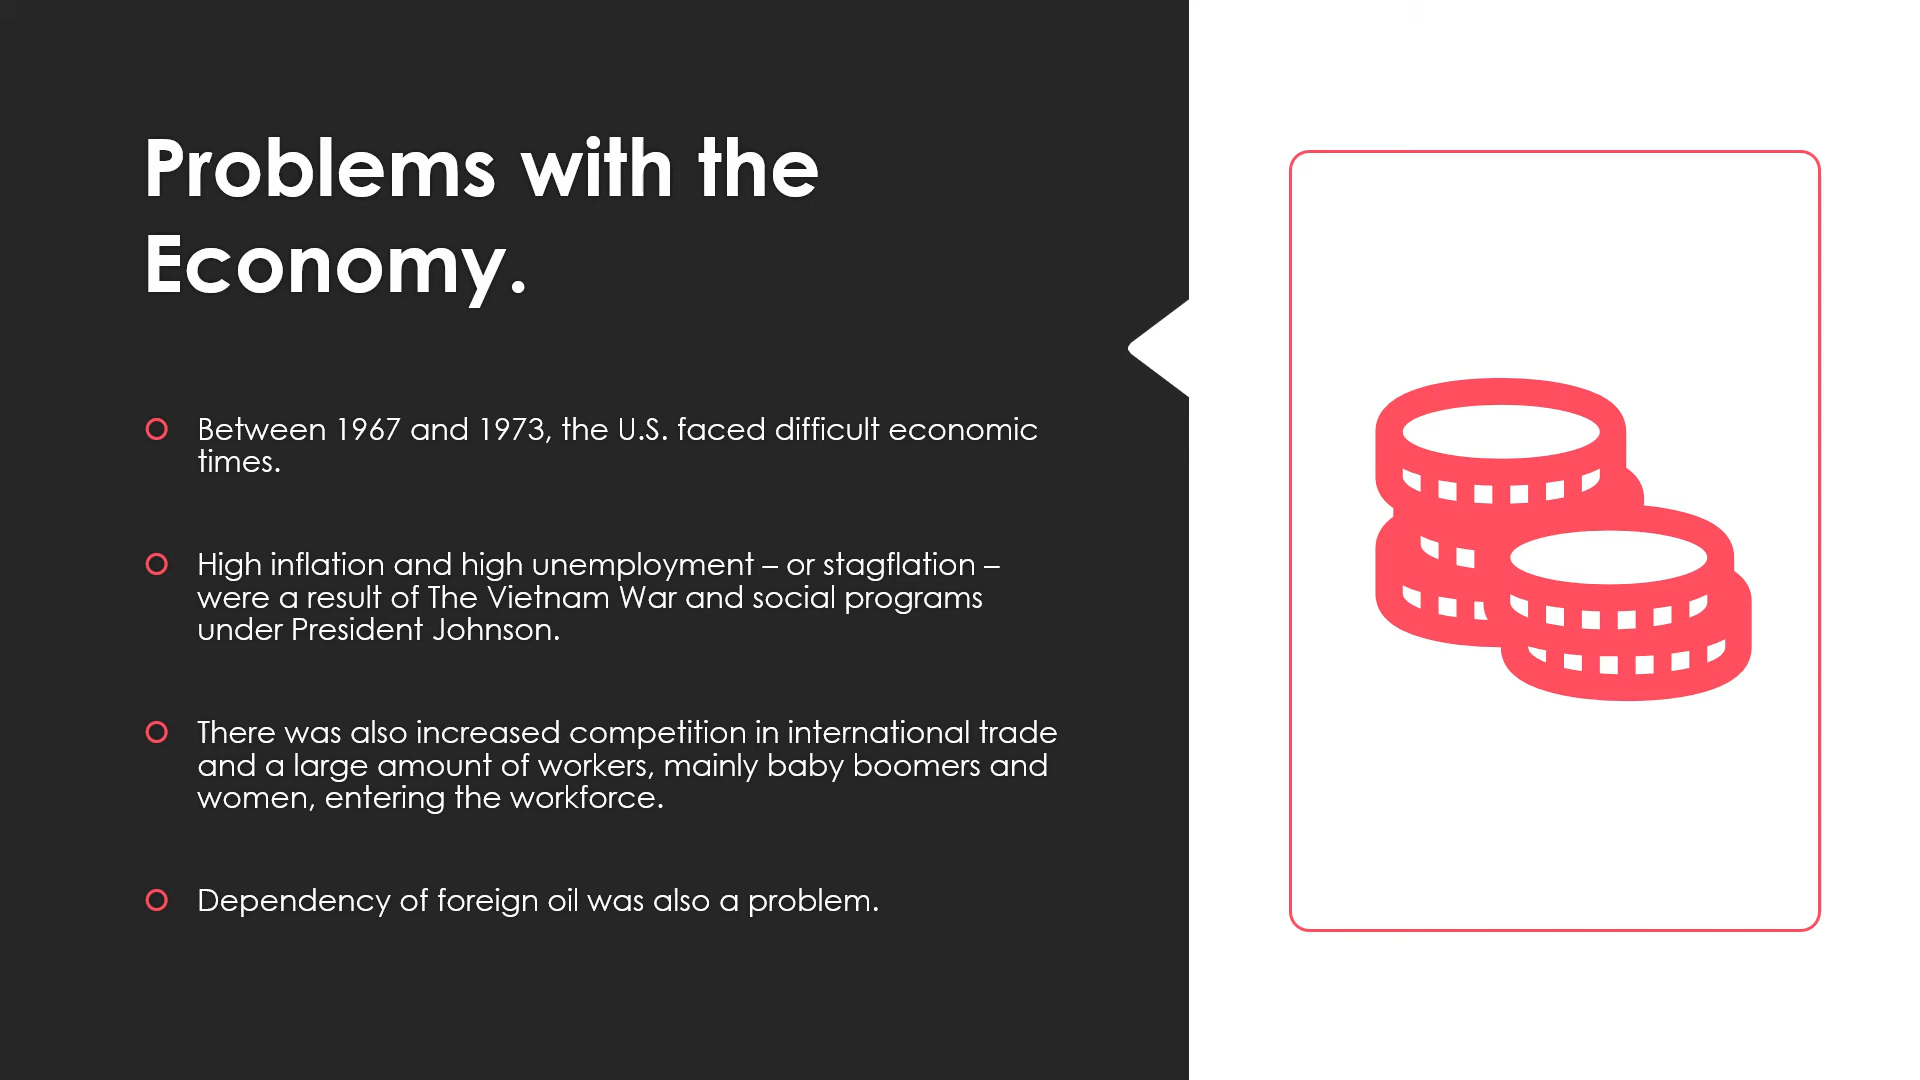 Problems with the
Economy.
Between 1967 and 1973, the U.S. faced difficult economic
times.
High inflation and high unemployment – or stagflation –
were a result of The Vietnam War and social programs
under President Johnson.
There was also increased competition in international trade
and a large amount of workers, mainly baby boomers and
women, entering the workforce.
Dependency of foreign oil was also a problem.